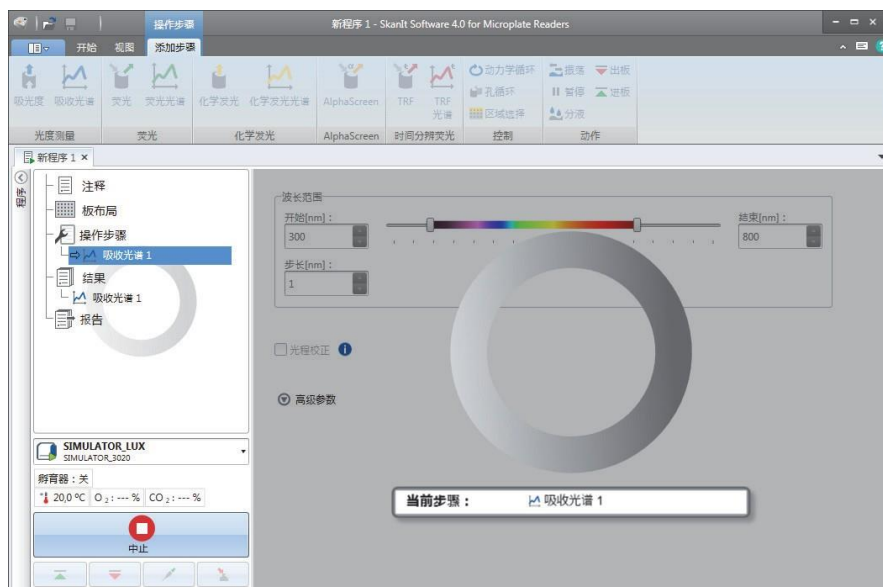 操作步骤
新程序 1 - SkanIt Software 4.0 for Microplate Readers
开始 视图 添加步骤
吸光度 吸收光谱 荧光 荧光光谱 化学发光 化学发光光谱 AlphaScreen TRF TRF 光谱
动力学循环 振荡 出板
孔循环 暂停 进板
区域选择 分液
光度测量 荧光 化学发光 AlphaScreen 时间分辨荧光 控制 动作
新程序 1 ×
程序
注释
板布局
操作步骤
吸收光谱 1
结果
吸收光谱 1
报告
SIMULATOR_LUX
SIMULATOR_3020
孵育器：关
20,0 ºC O₂ : --- % CO₂ : --- %
中止
波长范围
开始[nm]：
300
结束[nm]：
800
步长[nm]：
1
光程校正
高级参数
当前步骤： 吸收光谱 1